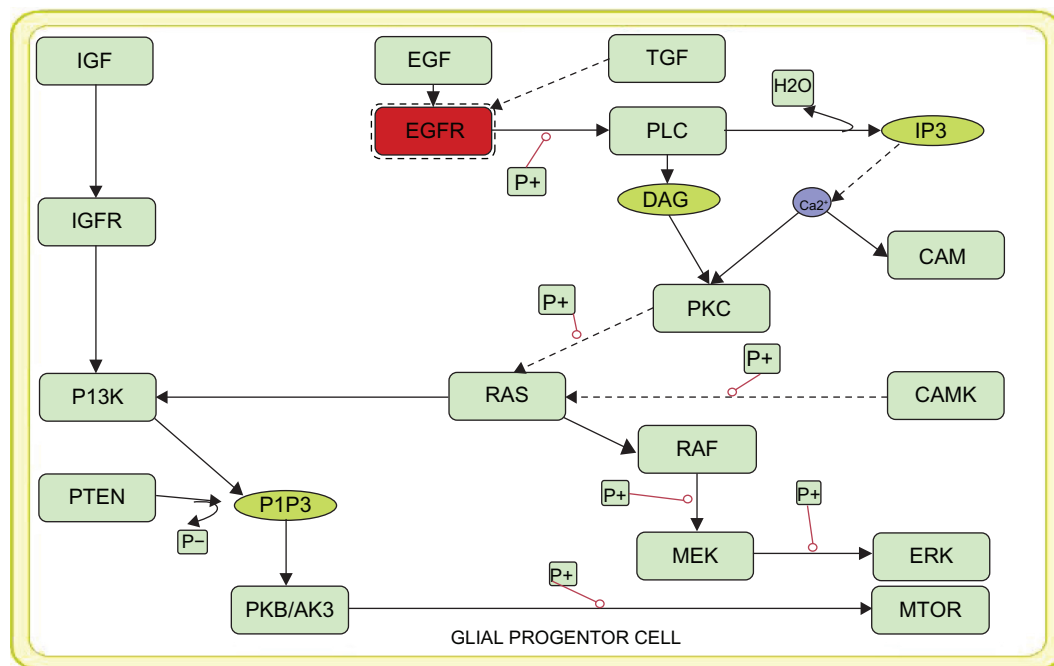 IGF
EGF
TGF
H2O
EGFR
PLC
IP3
P+
DAG
Ca2+
IGFR
CAM
P+
PKC
P+
P13K
RAS
CAMK
RAF
PTEN
P1P3
P+
P+
P−
MEK
ERK
P+
PKB/AK3
MTOR
GLIAL PROGENTOR CELL